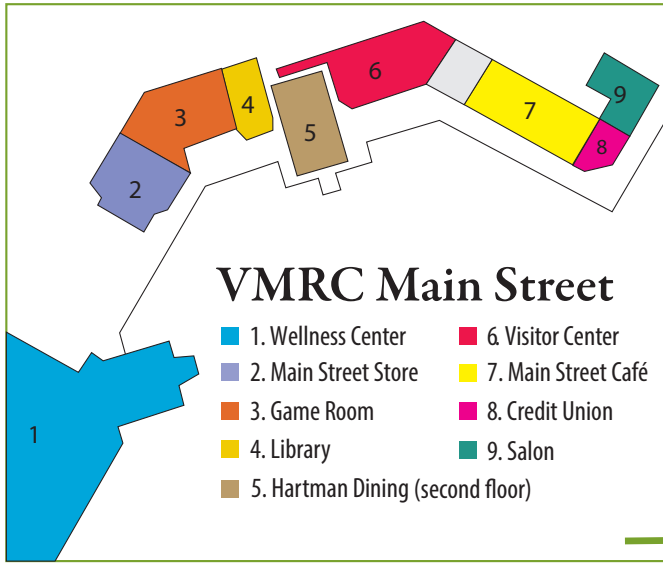 6
9
7
3
4
5
8
2
VMRC Main Street
1. Wellness Center
6. Visitor Center
2. Main Street Store
7. Main Street Café
3. Game Room
8. Credit Union
4. Library
9. Salon
5. Hartman Dining (second floor)
1